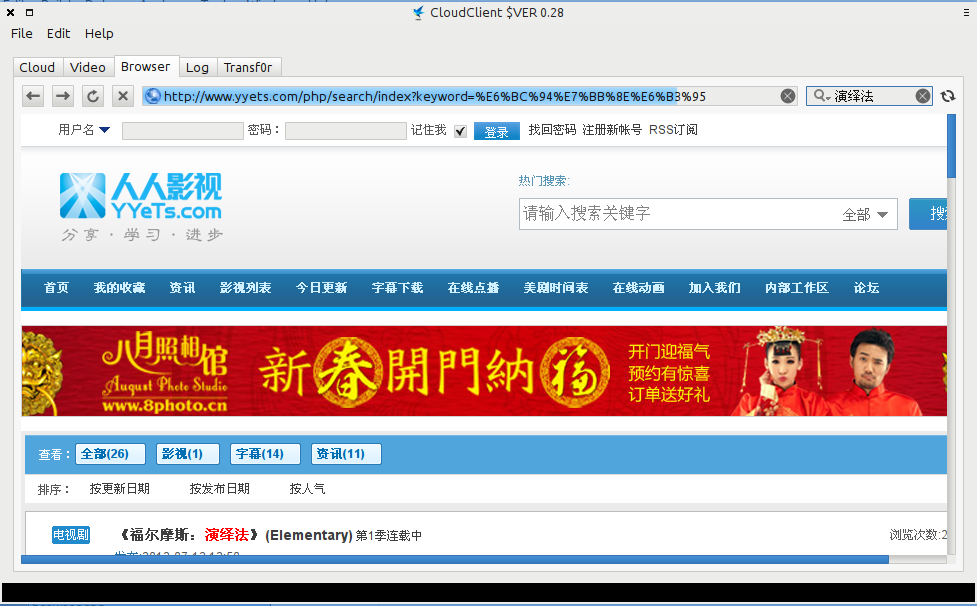 CloudClient $VER 0.28
File Edit Help
Cloud Video Browser Log Transf0r
http://www.yyets.com/php/search/index?keyword=%E6%BC%94%E7%BB%8E%E6%B3%95 演绎法
用户名 密码： 记住我 登录 找回密码 注册新帐号 RSS订阅
人人影视
YYeTs.com
分享·学习·进步
热门搜索:
请输入搜索关键字 全部
首页 我的收藏 资讯 影视列表 今日更新 字幕下载 在线点播 美剧时间表 在线动画 加入我们 内部工作区 论坛
八月照相馆
August Photo Studio
www.8photo.cn
新春開門納福
开门迎福气
预约有惊喜
订单送好礼
查看： 全部(26) 影视(1) 字幕(14) 资讯(11)
排序： 按更新日期 按发布日期 按人气
电视剧 《福尔摩斯：演绎法》(Elementary) 第1季连载中 浏览次数:2